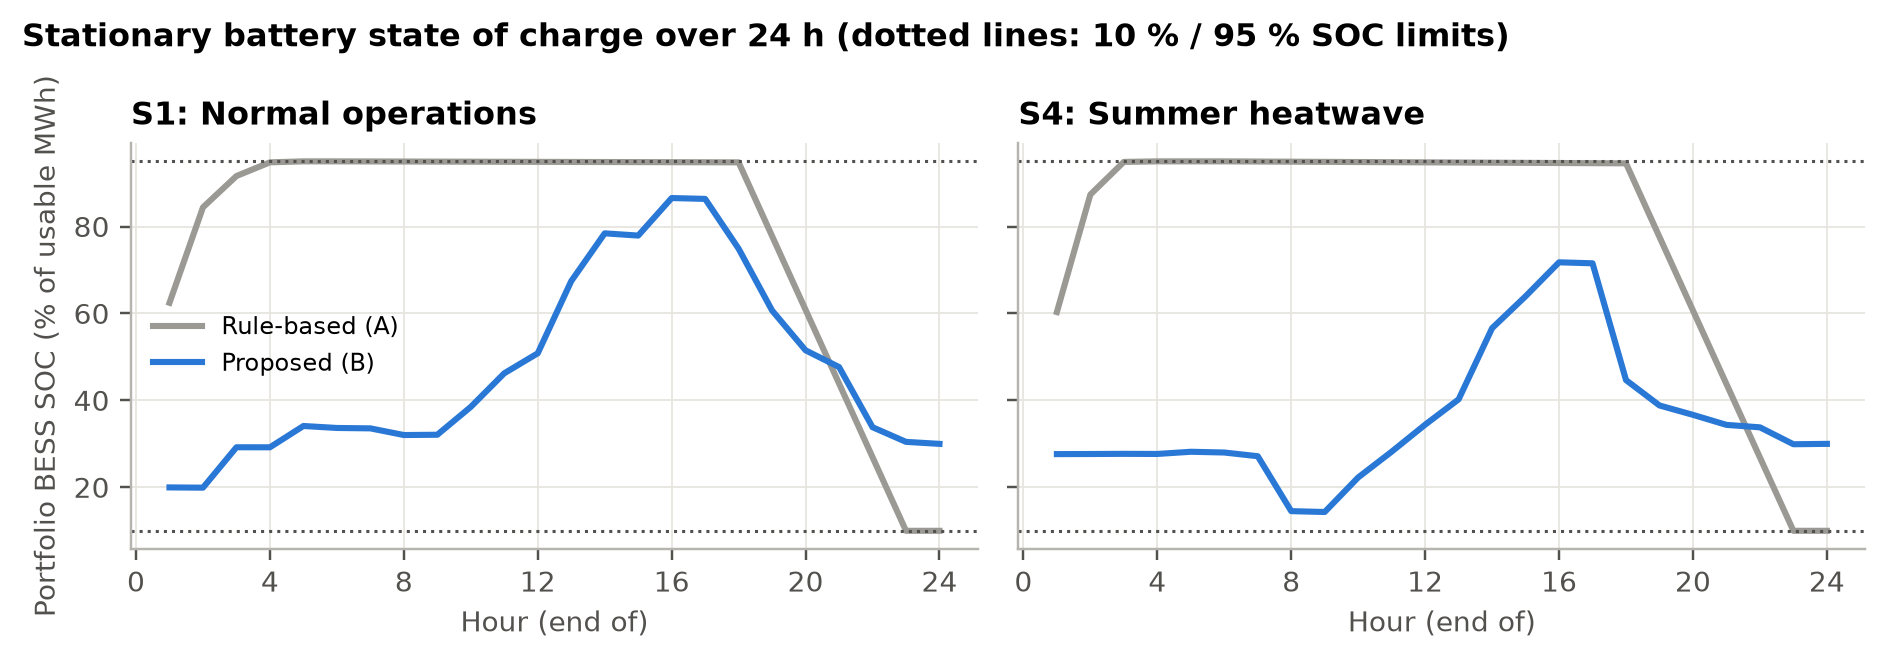 Stationary battery state of charge over 24 h (dotted lines: 10 % / 95 % SOC limits)
S1: Normal operations
S4: Summer heatwave
Portfolio BESS SOC (% of usable MWh)
80
60
40
20
Rule-based (A)
Proposed (B)
0 4 8 12 16 20 24
0 4 8 12 16 20 24
Hour (end of)
Hour (end of)